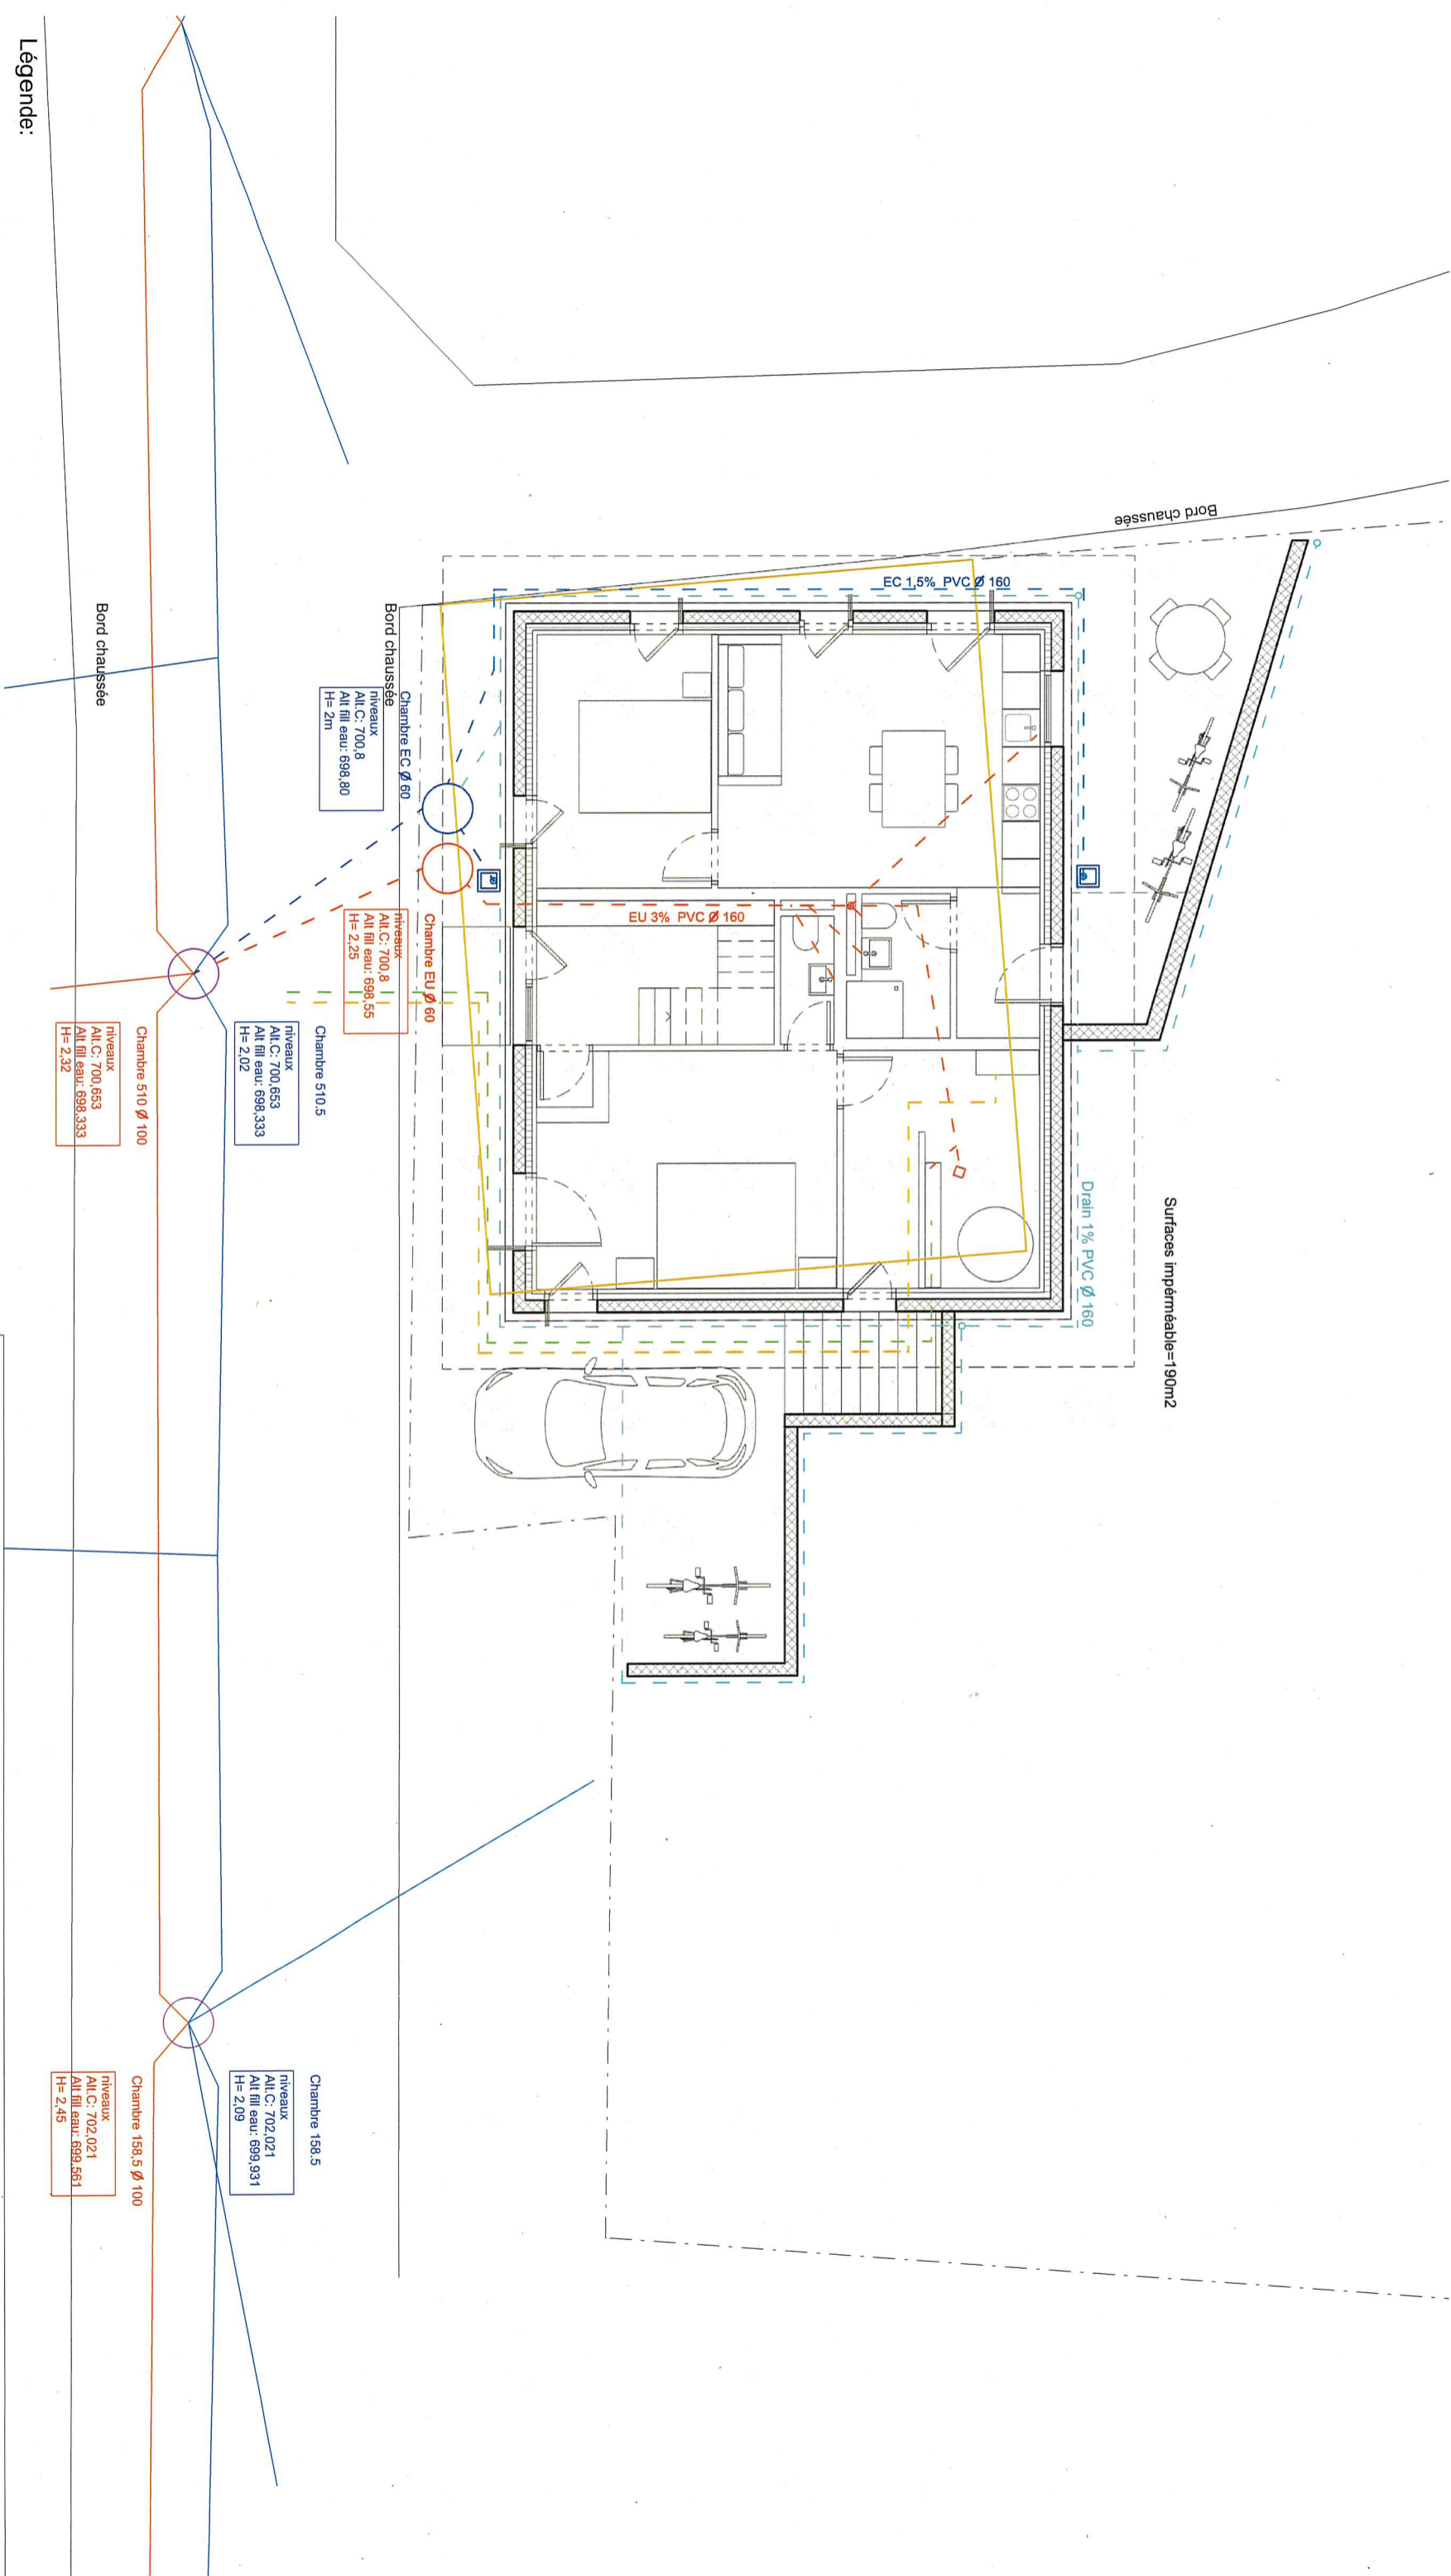 Légende:
Bord chaussée
Bord chaussée
Bord chaussée
EC 1,5% PVC Ø 160
EU 3% PVC Ø 160
Drain 1% PVC Ø 160
Surfaces impérméable=190m2
Chambre EC Ø 60
niveaux
Alt.C: 700,8
Alt fill eau: 698,80
H= 2m
Chambre EU Ø 60
niveaux
Alt.C: 700,8
Alt fill eau: 698,55
H= 2,25
Chambre 510.5
niveaux
Alt.C: 700,653
Alt fill eau: 698,333
H= 2,02
Chambre 510 Ø 100
niveaux
Alt.C: 700,653
Alt fill eau: 698,333
H= 2,32
Chambre 158.5
niveaux
Alt.C: 702,021
Alt fill eau: 699,931
H= 2,09
Chambre 158,5 Ø 100
niveaux
Alt.C: 702,021
Alt fill eau: 699,561
H= 2,45